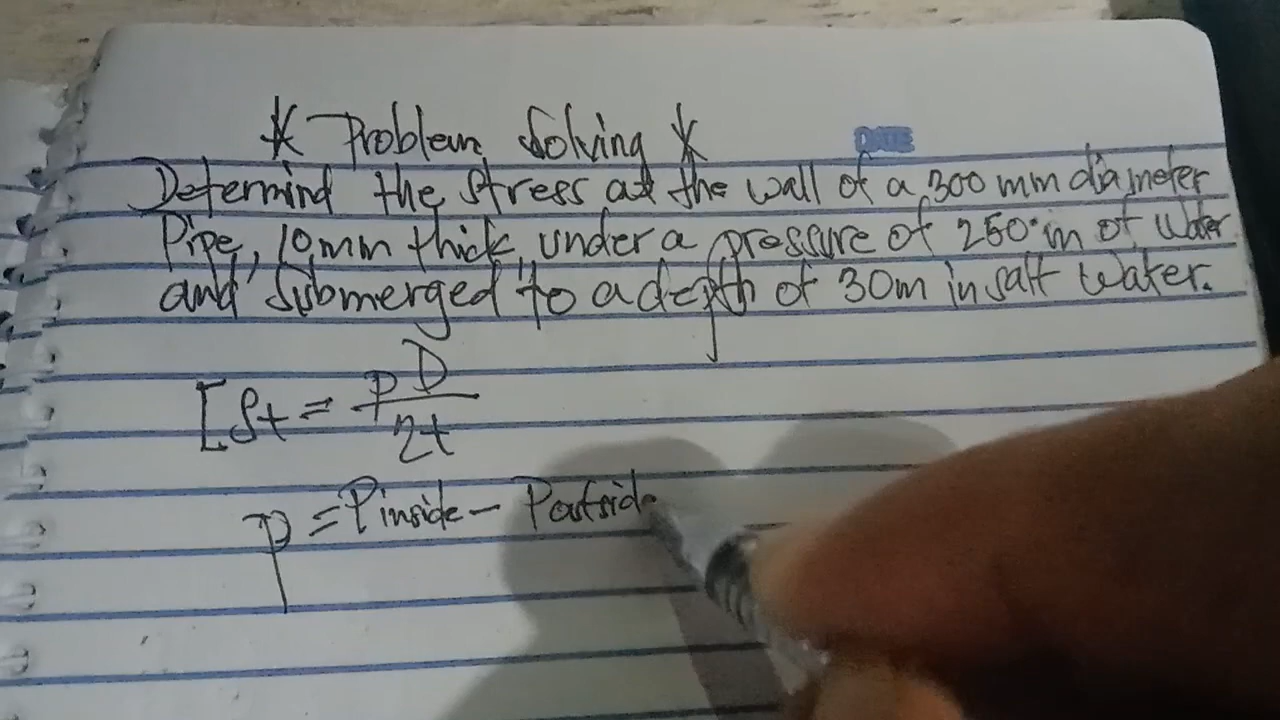 * Problem Solving *
DATE
Determind the stress at the wall of a 300 mm diameter
Pipe, 10mm thick, under a pressure of 250 m of Water
and submerged to a depth of 30m in salt Water.
[St = PD/2t
P = Pinside - Poutside